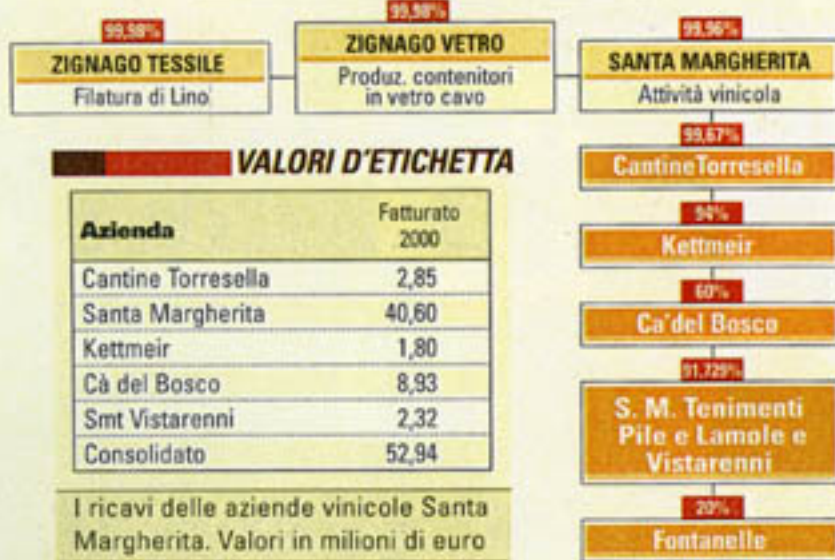 99,98%
ZIGNAGO TESSILE
Filatura di Lino
99,98%
ZIGNAGO VETRO
Produz. contenitori
in vetro cavo
99,96%
SANTA MARGHERITA
Attività vinicola
99,67%
Cantine Torresella
94%
Kettmeir
60%
Ca'del Bosco
91,729%
S. M. Tenimenti
Pile e Lamole e
Vistarenni
20%
Fontanelle
VALORI D'ETICHETTA
Azienda Fatturato
2000
Cantine Torresella 2,85
Santa Margherita 40,60
Kettmeir 1,80
Cà del Bosco 8,93
Smt Vistarenni 2,32
Consolidato 52,94
I ricavi delle aziende vinicole Santa
Margherita. Valori in milioni di euro